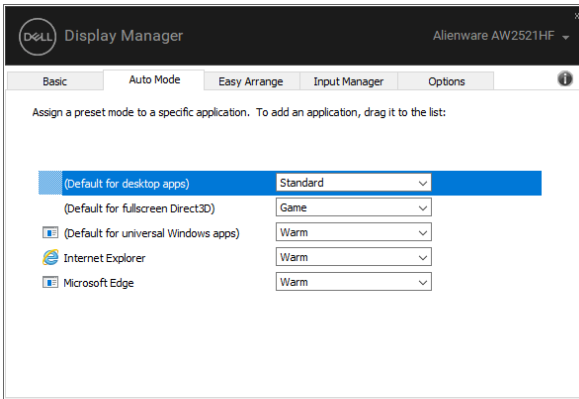 DELL Display Manager Alienware AW2521HF
Basic Auto Mode Easy Arrange Input Manager Options
Assign a preset mode to a specific application. To add an application, drag it to the list:
(Default for desktop apps) Standard
(Default for fullscreen Direct3D) Game
(Default for universal Windows apps) Warm
Internet Explorer Warm
Microsoft Edge Warm